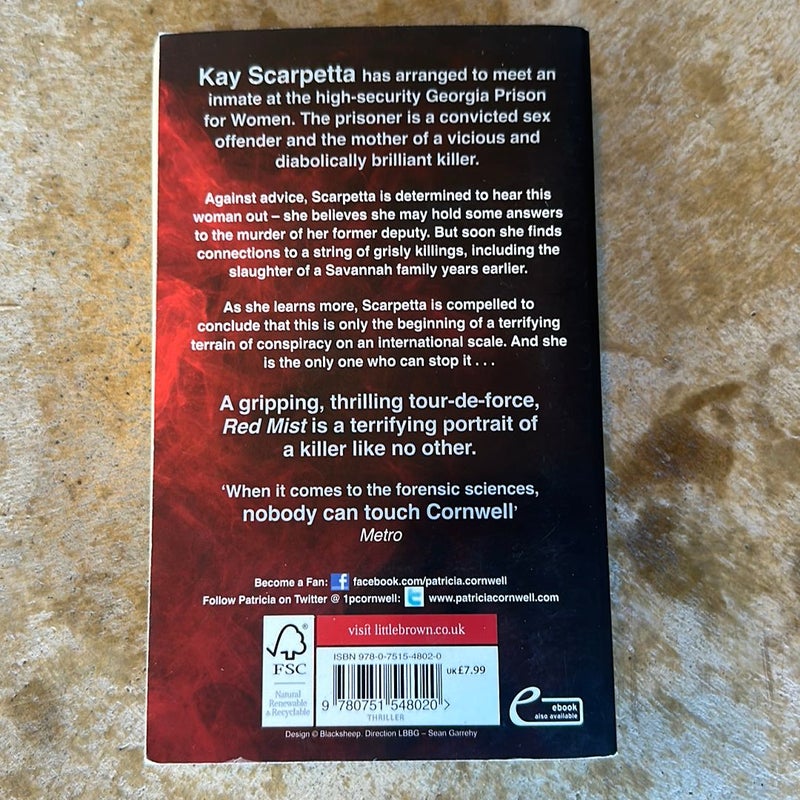 Kay Scarpetta has arranged to meet an
inmate at the high-security Georgia Prison
for Women. The prisoner is a convicted sex
offender and the mother of a vicious and
diabolically brilliant killer.
Against advice, Scarpetta is determined to hear this
woman out – she believes she may hold some answers
to the murder of her former deputy. But soon she finds
connections to a string of grisly killings, including the
slaughter of a Savannah family years earlier.
As she learns more, Scarpetta is compelled to
conclude that this is only the beginning of a terrifying
terrain of conspiracy on an international scale. And she
is the only one who can stop it . . .
A gripping, thrilling tour-de-force,
Red Mist is a terrifying portrait of
a killer like no other.
‘When it comes to the forensic sciences,
nobody can touch Cornwell’
Metro
Become a Fan: f facebook.com/patricia.cornwell
Follow Patricia on Twitter @ 1pcornwell: t www.patriciacornwell.com
visit littlebrown.co.uk
ISBN 978-0-7515-4802-0
UK £7.99
9 780751 548020 >
THRILLER
® FSC
Natural
Renewable
& Recyclable
e ebook
also available
Design © Blacksheep. Direction LBBG – Sean Garrehy